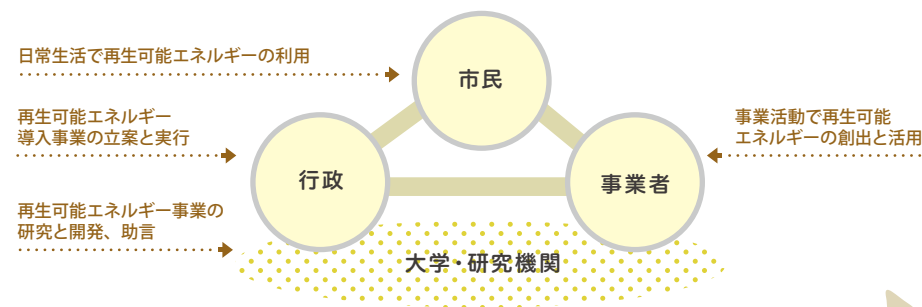 日常生活で再生可能エネルギーの利用
市民
再生可能エネルギー
導入事業の立案と実行
事業活動で再生可能
エネルギーの創出と活用
行政
事業者
再生可能エネルギー事業の
研究と開発、助言
大学・研究機関